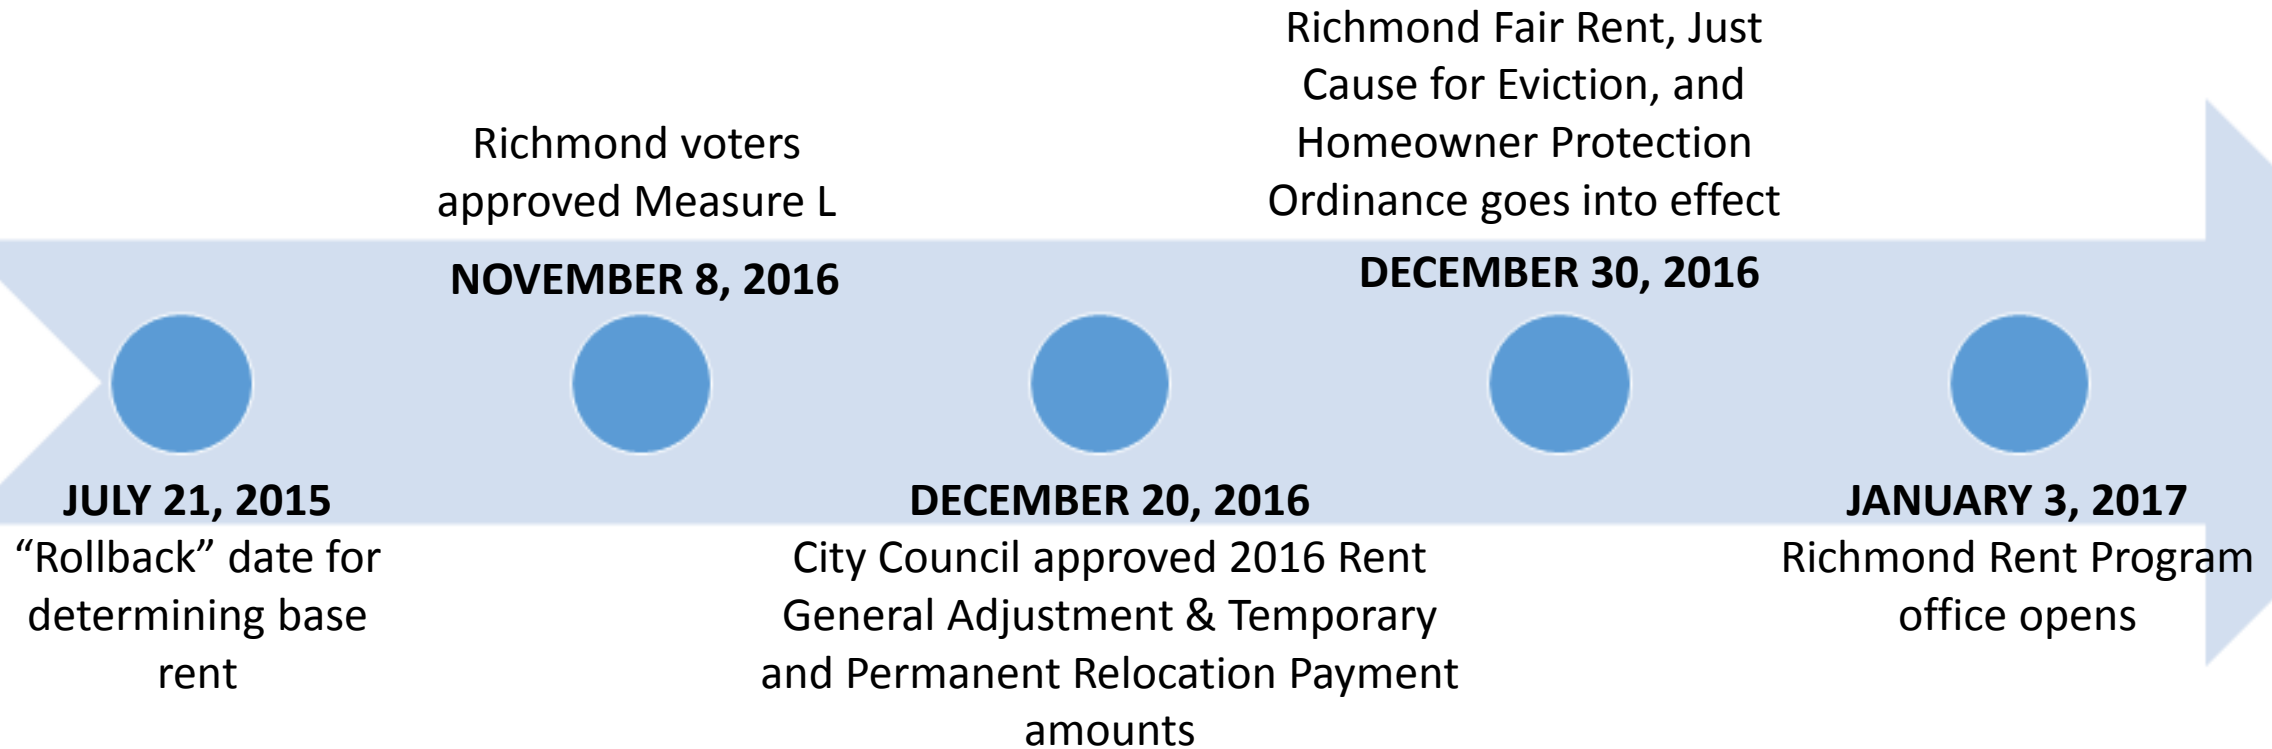 JULY 21, 2015
“Rollback” date for
determining base
rent
Richmond voters
approved Measure L
NOVEMBER 8, 2016
DECEMBER 20, 2016
City Council approved 2016 Rent
General Adjustment & Temporary
and Permanent Relocation Payment
amounts
Richmond Fair Rent, Just
Cause for Eviction, and
Homeowner Protection
Ordinance goes into effect
DECEMBER 30, 2016
JANUARY 3, 2017
Richmond Rent Program
office opens